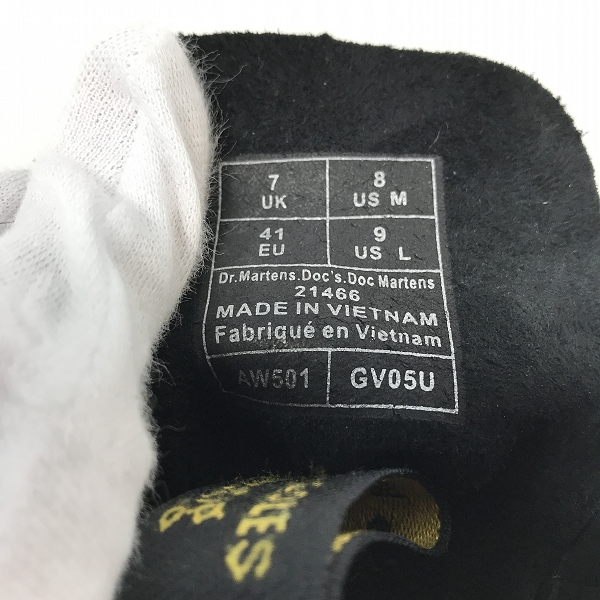 7 UK
8 US M
41 EU
9 US L
Dr.Martens.Doc's.Doc Martens
21466
MADE IN VIETNAM
Fabriqué en Vietnam
AW501 GV05U